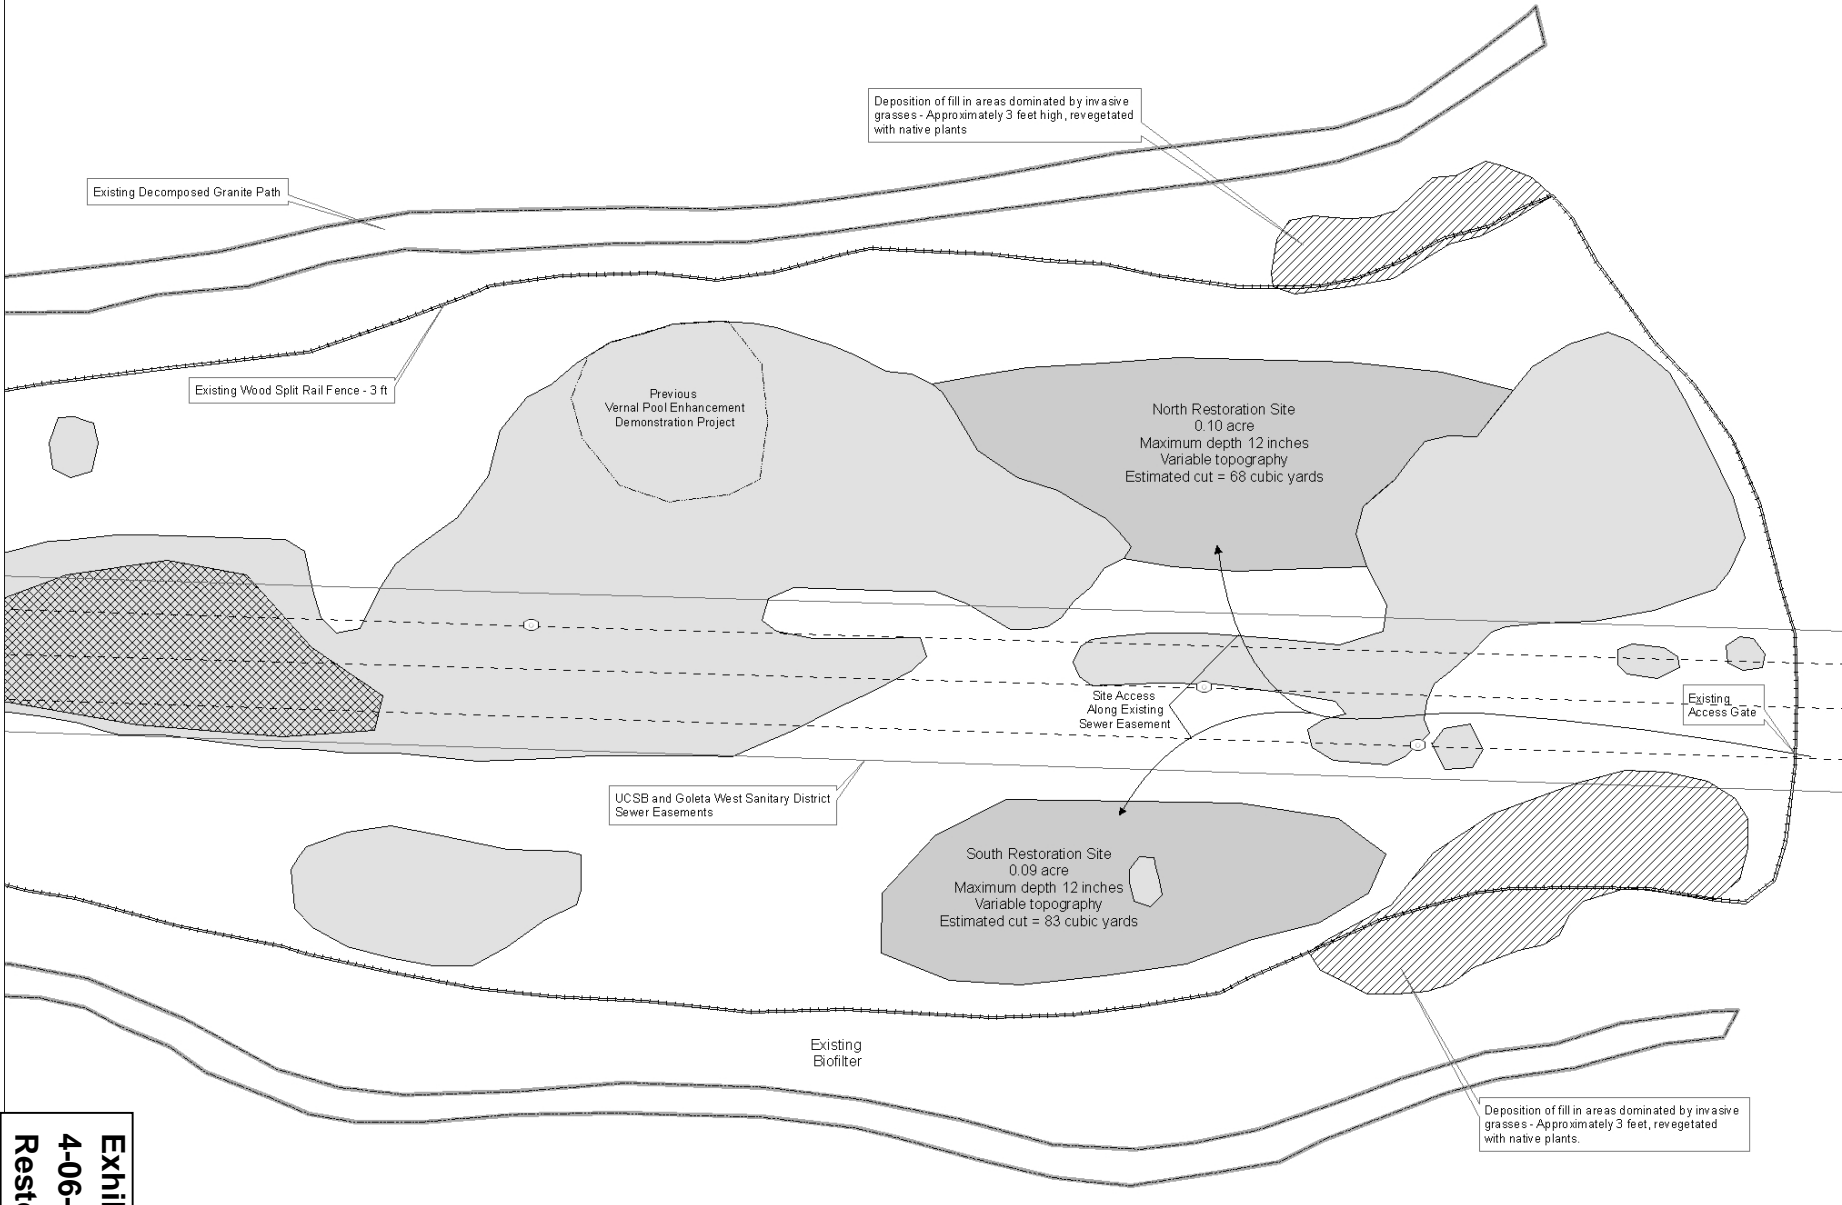 Deposition of fill in areas dominated by invasive
grasses - Approximately 3 feet high, revegetated
with native plants
Existing Decomposed Granite Path
Existing Wood Split Rail Fence - 3 ft
Previous
Vernal Pool Enhancement
Demonstration Project
North Restoration Site
0.10 acre
Maximum depth 12 inches
Variable topography
Estimated cut = 68 cubic yards
Site Access
Along Existing
Sewer Easement
Existing
Access Gate
UCSB and Goleta West Sanitary District
Sewer Easements
South Restoration Site
0.09 acre
Maximum depth 12 inches
Variable topography
Estimated cut = 83 cubic yards
Existing
Biofilter
Deposition of fill in areas dominated by invasive
grasses - Approximately 3 feet, revegetated
with native plants.
4-06-